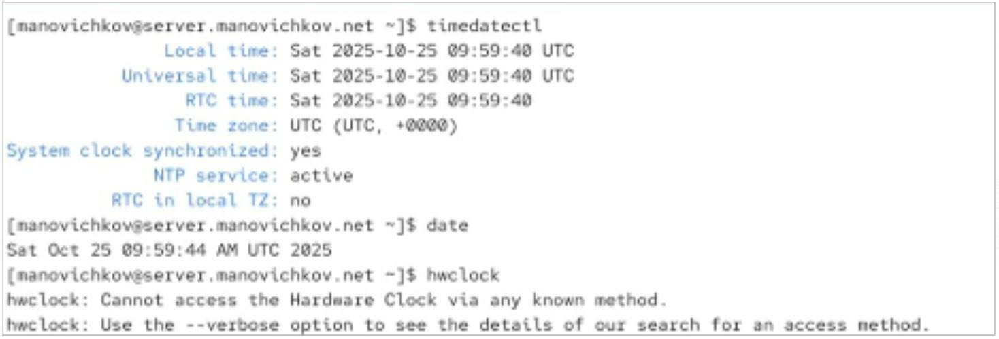 [manovichkov@server.manovichkov.net ~]$ timedatectl
Local time: Sat 2025-10-25 09:59:40 UTC
Universal time: Sat 2025-10-25 09:59:40 UTC
RTC time: Sat 2025-10-25 09:59:40
Time zone: UTC (UTC, +0000)
System clock synchronized: yes
NTP service: active
RTC in local TZ: no
[manovichkov@server.manovichkov.net ~]$ date
Sat Oct 25 09:59:44 AM UTC 2025
[manovichkov@server.manovichkov.net ~]$ hwclock
hwclock: Cannot access the Hardware Clock via any known method.
hwclock: Use the --verbose option to see the details of our search for an access method.